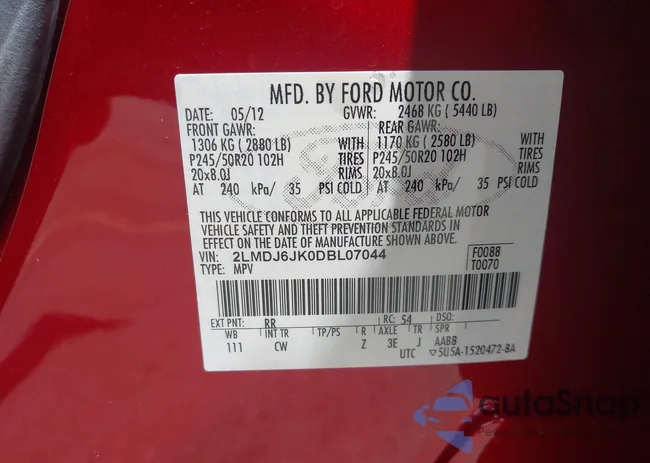 MFD. BY FORD MOTOR CO.
DATE: 05/12 GVWR: 2468 KG ( 5440 LB)
FRONT GAWR: REAR GAWR:
1306 KG ( 2880 LB) WITH 1170 KG ( 2580 LB) WITH
P245/50R20 102H TIRES P245/50R20 102H TIRES
20x8.0J RIMS 20x8.0J RIMS
AT 240 kPa/ 35 PSI COLD AT 240 kPa/ 35 PSI COLD
THIS VEHICLE CONFORMS TO ALL APPLICABLE FEDERAL MOTOR
VEHICLE SAFETY AND THEFT PREVENTION STANDARDS IN
EFFECT ON THE DATE OF MANUFACTURE SHOWN ABOVE.
VIN: 2LMDJ6JK0DBL07044 F0088
TYPE: MPV T0070
EXT PNT: RR RC: 54 DSO:
WB INT TR TP/PS R AXLE TR SPR
111 CW Z 3E J AABB
UTC ▽5U5A-1520472-BA
autoSnap